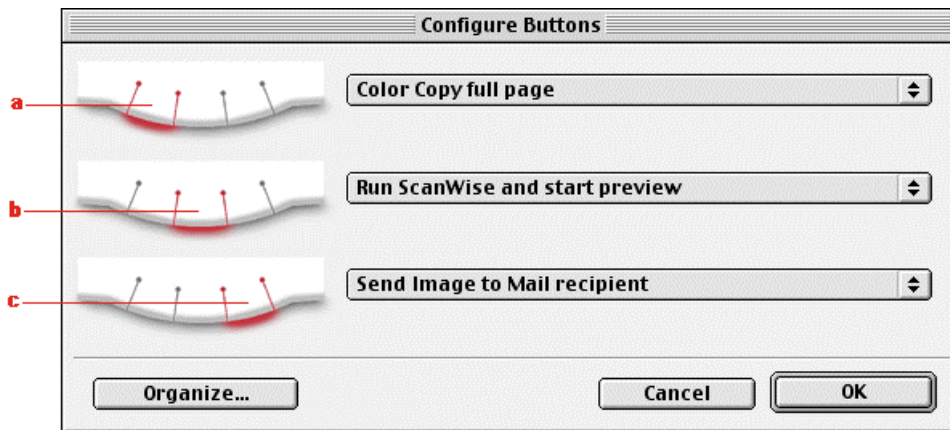 Configure Buttons
a
Color Copy full page
b
Run ScanWise and start preview
c
Send Image to Mail recipient
Organize...
Cancel
OK